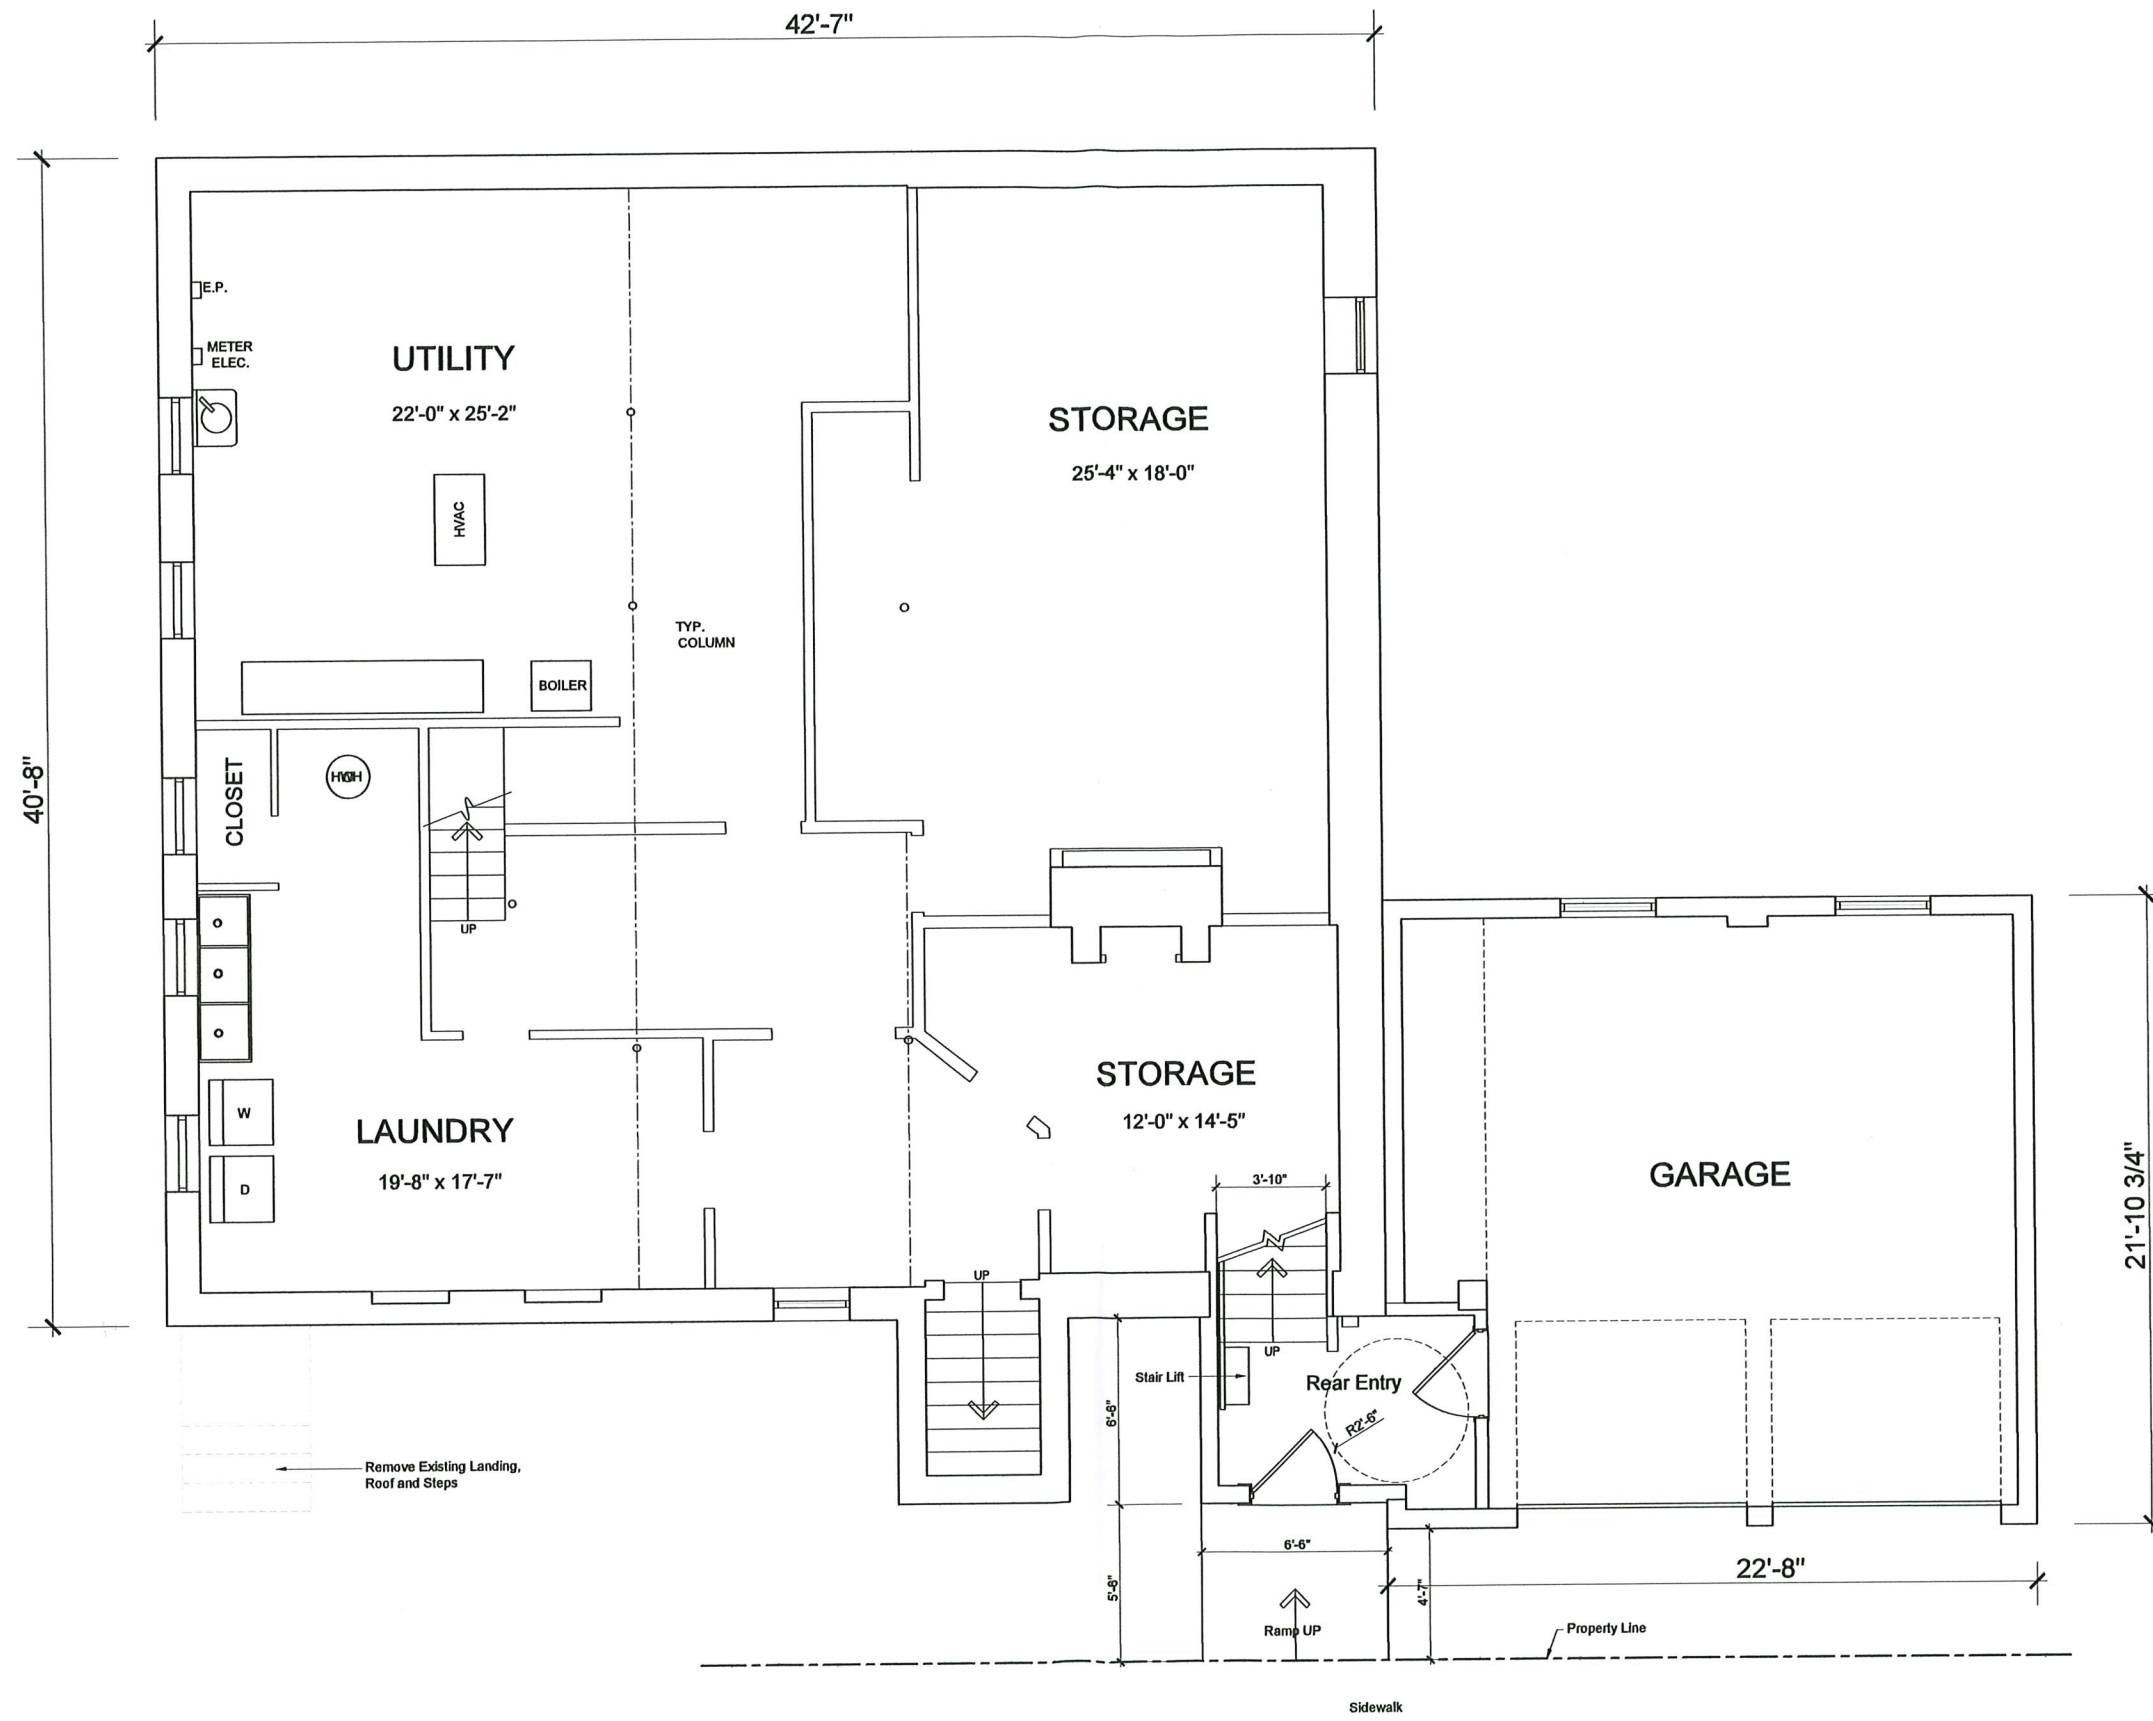 42'-7"
E.P.
METER
ELEC.
UTILITY
22'-0" x 25'-2"
STORAGE
25'-4" x 18'-0"
HVAC
TYP.
COLUMN
BOILER
40'-8"
CLOSET
UP
STORAGE
12'-0" x 14'-5"
W
LAUNDRY
19'-8" x 17'-7"
D
GARAGE
21'-10 3/4"
3'-10"
UP
UP
Stair Lift
Rear Entry
R2'-6"
6'-6"
Remove Existing Landing,
Roof and Steps
6'-6"
22'-8"
5'-6"
4'-7"
Ramp UP
Property Line
Sidewalk